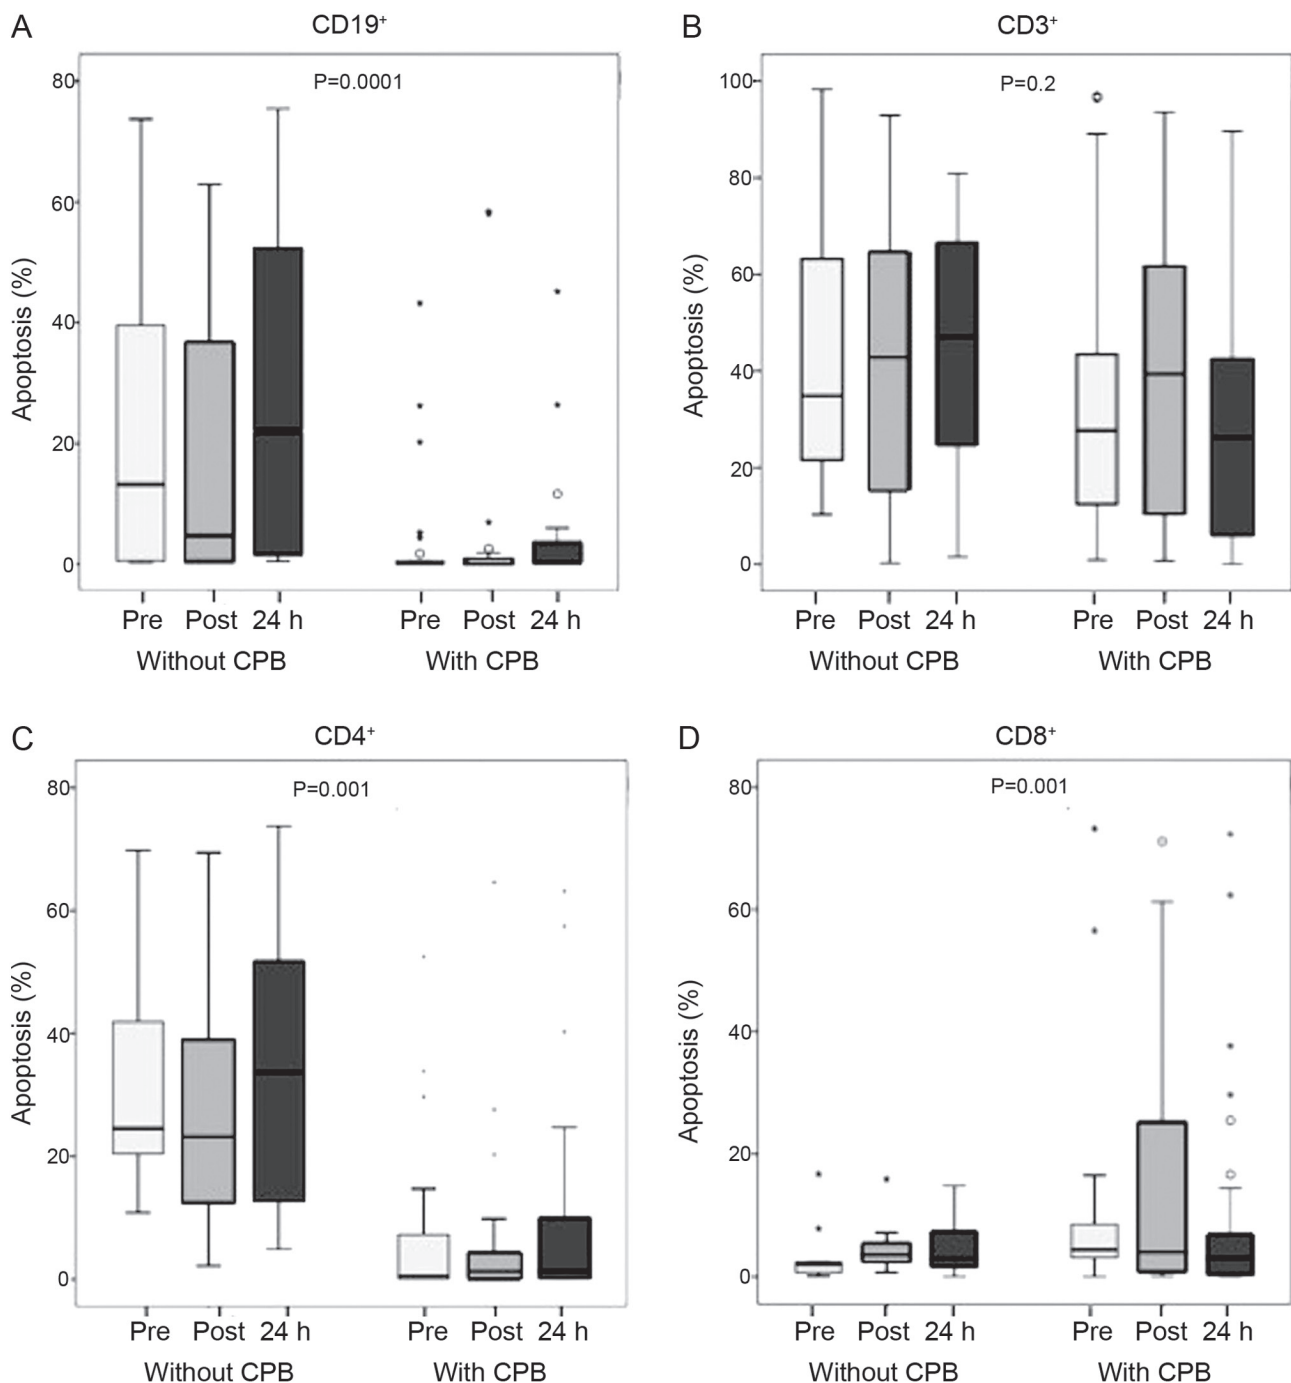 A
CD19⁺
P=0.0001
Apoptosis (%)
80
60
40
20
0
Pre Post 24 h
Pre Post 24 h
Without CPB
With CPB
B
CD3⁺
P=0.2
Apoptosis (%)
100
80
60
40
20
0
Pre Post 24 h
Pre Post 24 h
Without CPB
With CPB
C
CD4⁺
P=0.001
Apoptosis (%)
80
60
40
20
0
Pre Post 24 h
Pre Post 24 h
Without CPB
With CPB
D
CD8⁺
P=0.001
Apoptosis (%)
80
60
40
20
0
Pre Post 24 h
Pre Post 24 h
Without CPB
With CPB